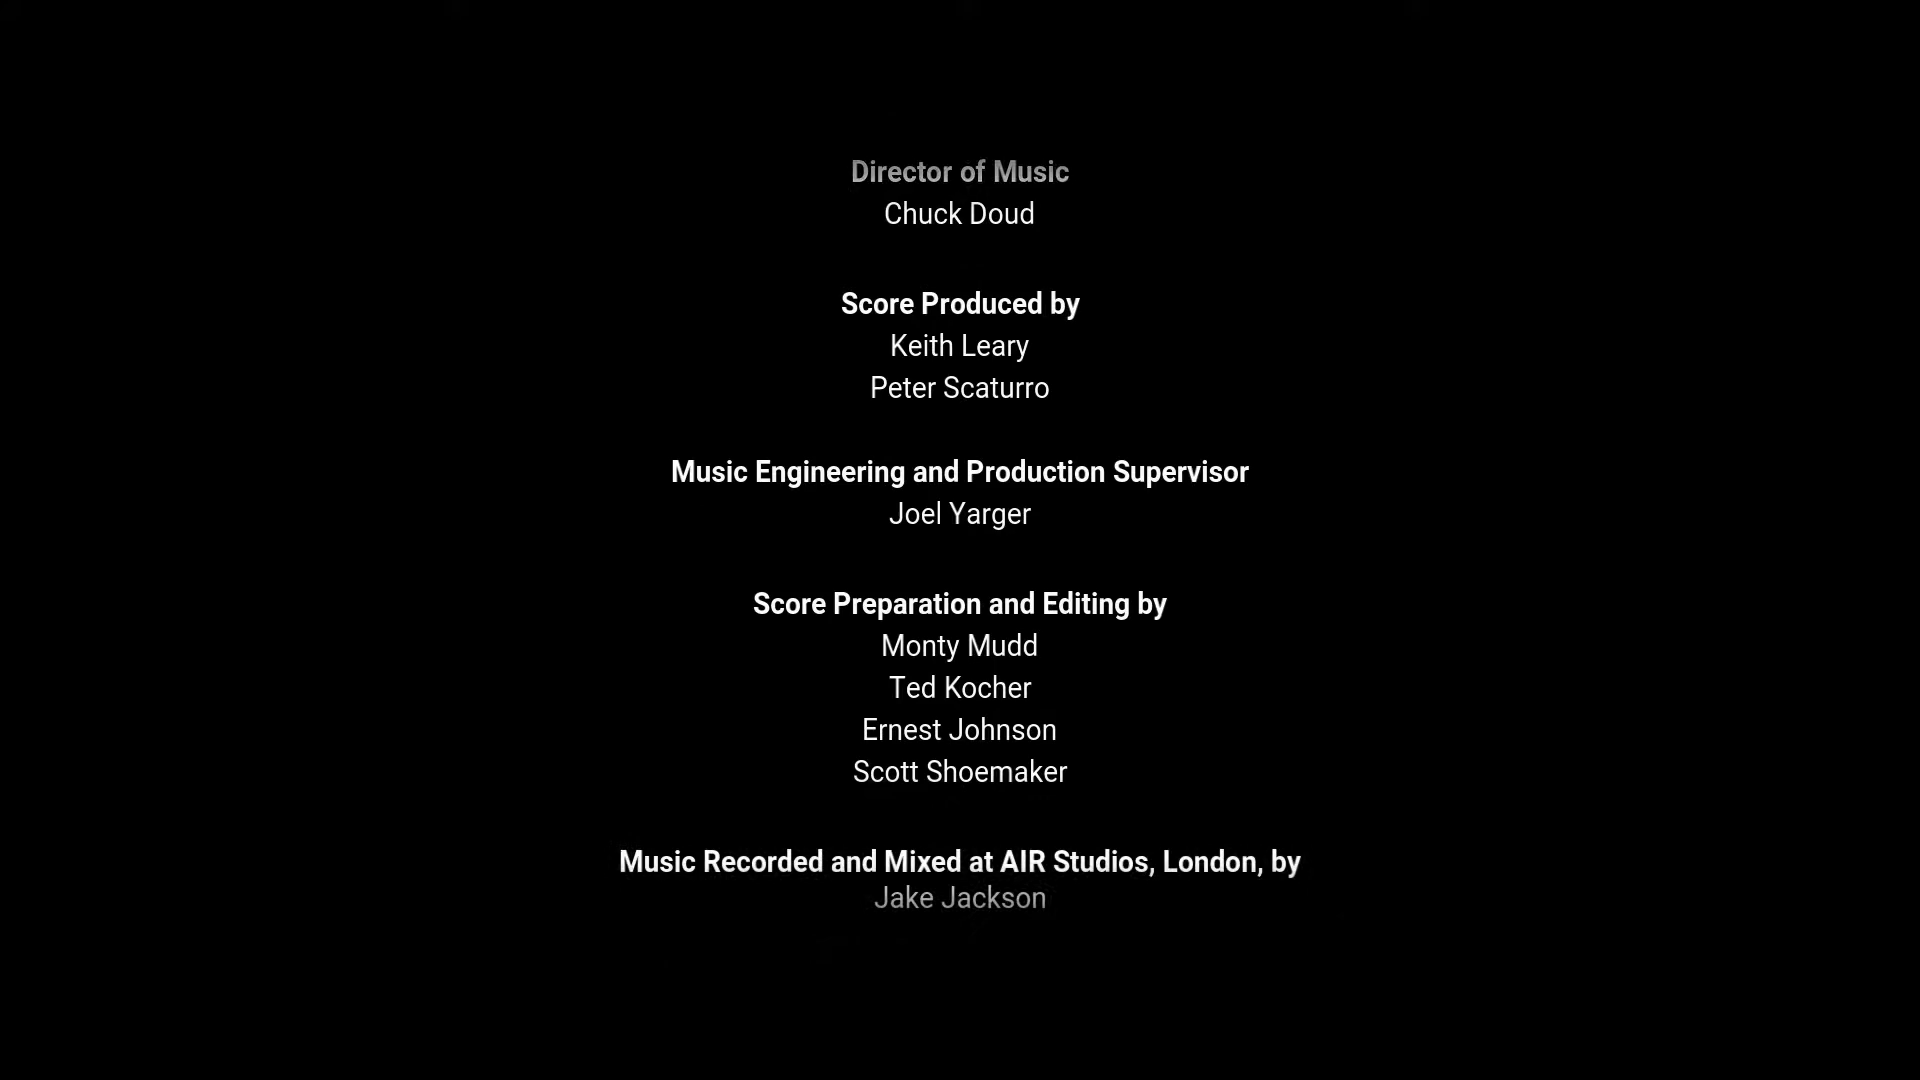 Director of Music
Chuck Doud
Score Produced by
Keith Leary
Peter Scaturro
Music Engineering and Production Supervisor
Joel Yarger
Score Preparation and Editing by
Monty Mudd
Ted Kocher
Ernest Johnson
Scott Shoemaker
Music Recorded and Mixed at AIR Studios, London, by
Jake Jackson